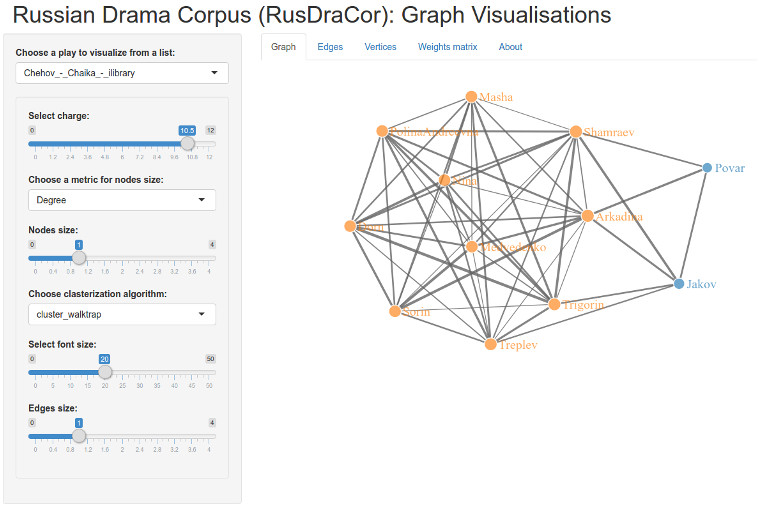 Russian Drama Corpus (RusDraCor): Graph Visualisations
Choose a play to visualize from a list:
Chehov_-_Chaika_-_ilibrary
Select charge:
0 10.5 12
0 1.2 2.4 3.6 4.8 6 7.2 8.4 9.6 10.8 12
Choose a metric for nodes size:
Degree
Nodes size:
0 1 4
0 0.4 0.8 1.2 1.6 2 2.4 2.8 3.2 3.6 4
Choose clasterization algorithm:
cluster_walktrap
Select font size:
0 20 50
0 5 10 15 20 25 30 35 40 45 50
Edges size:
0 1 4
0 0.4 0.8 1.2 1.6 2 2.4 2.8 3.2 3.6 4
Graph Edges Vertices Weights matrix About
Masha
PolinaAndreevna
Shamraev
Povar
Arkadina
Medvedenko
Jakov
Sorin
Trigorin
Treplev